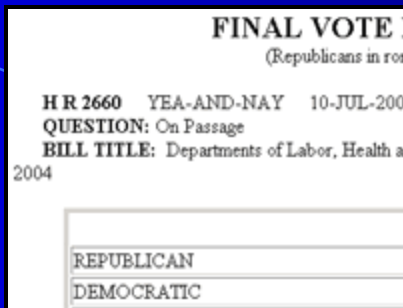 FINAL VOTE
(Republicans in ro
H R 2660 YEA-AND-NAY 10-JUL-200
QUESTION: On Passage
BILL TITLE: Departments of Labor, Health a
2004
REPUBLICAN
DEMOCRATIC